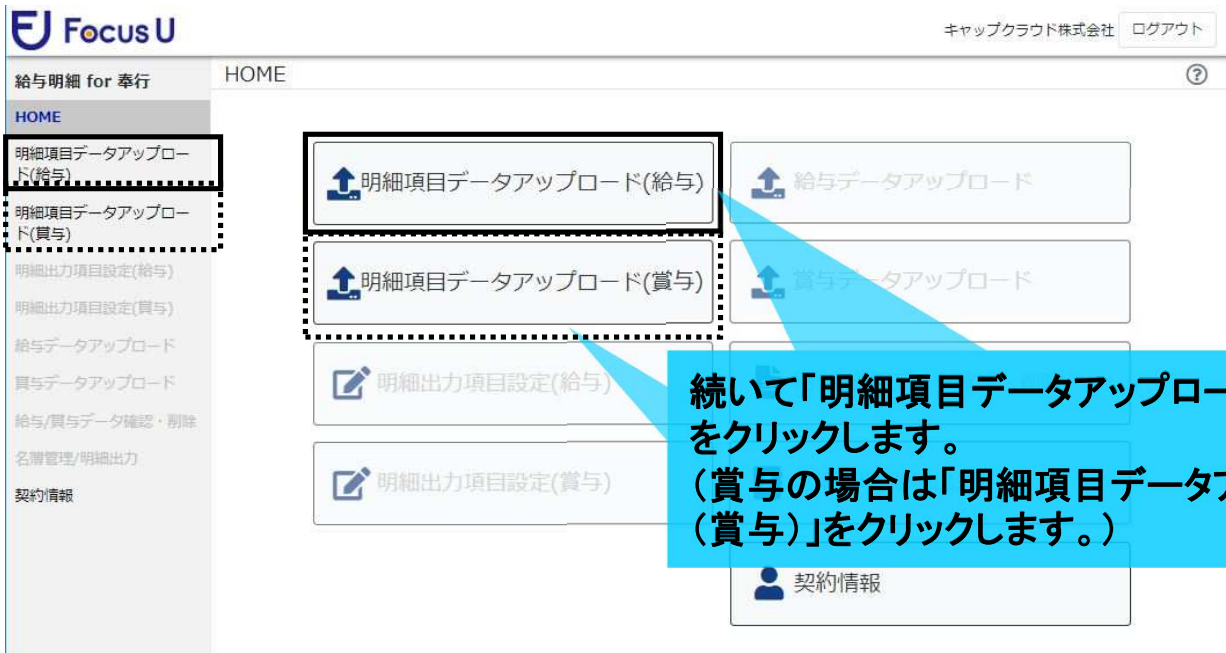 Focus U
キャップクラウド株式会社 ログアウト
給与明細 for 奉行
HOME
HOME
明細項目データアップロー
ド(給与)
明細項目データアップロー
ド(賞与)
明細出力項目設定(給与)
明細出力項目設定(賞与)
給与データアップロード
賞与データアップロード
給与/賞与データ確認・削除
名簿管理/明細出力
契約情報
明細項目データアップロード(給与)
給与データアップロード
明細項目データアップロード(賞与)
賞与データアップロード
明細出力項目設定(給与)
明細出力項目設定(賞与)
続いて「明細項目データアップロー
をクリックします。
(賞与の場合は「明細項目データア
(賞与)」をクリックします。)
契約情報